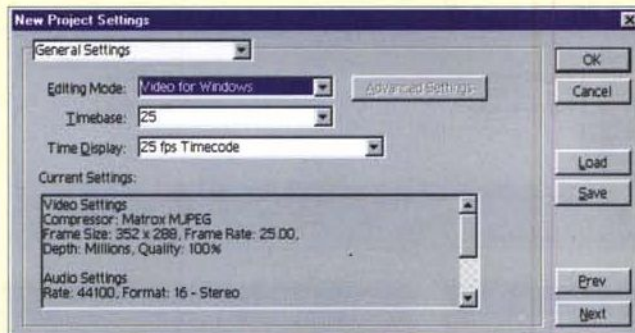 New Project Settings
General Settings
OK
Editing Mode: Video for Windows
Advanced Settings
Cancel
Timebase: 25
Time Display: 25 fps Timecode
Load
Current Settings:
Save
Video Settings
Compressor: Matrox MJPEG
Frame Size: 352 x 288, Frame Rate: 25.00,
Depth: Millions, Quality: 100%
Audio Settings
Rate: 44100, Format: 16 - Stereo
Prev
Next